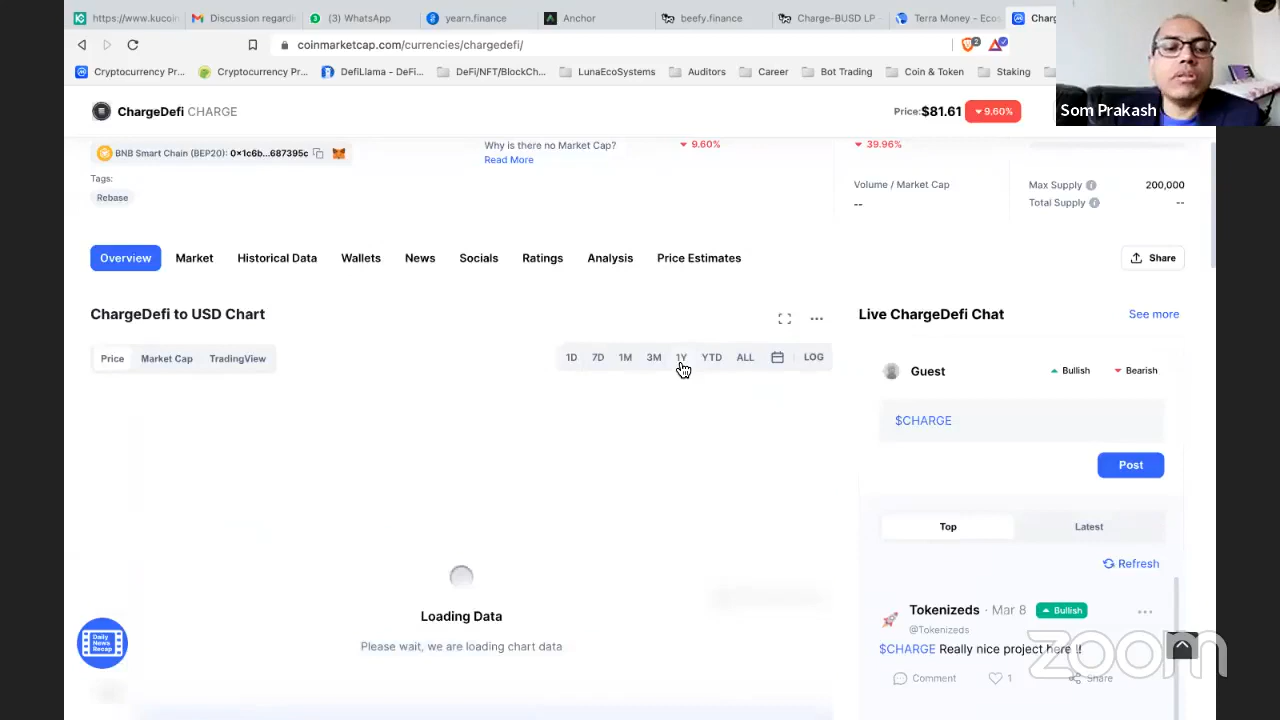 https://www.kucoin
Discussion regardi
(3) WhatsApp
yearn.finance
Anchor
beefy.finance
Charge-BUSD LP
Terra Money - Ecos
Charg
coinmarketcap.com/currencies/chargedefi/
2
Cryptocurrency Pr...
Cryptocurrency Pr...
DefiLlama - DeFi...
DeFi/NFT/BlockCh...
LunaEcoSystems
Auditors
Career
Bot Trading
Coin & Token
Staking
Som Prakash
ChargeDefi CHARGE
Price:$81.61 9.60%
BNB Smart Chain (BEP20): 0x1c6b...687395c
Why is there no Market Cap?
Read More
9.60%
39.96%
Tags:
Rebase
Volume / Market Cap
--
Max Supply 200,000
Total Supply --
Overview Market Historical Data Wallets News Socials Ratings Analysis Price Estimates
Share
ChargeDefi to USD Chart
Live ChargeDefi Chat
See more
Price Market Cap TradingView
1D 7D 1M 3M 1Y YTD ALL LOG
Guest
Bullish
Bearish
$CHARGE
Post
Top
Latest
Refresh
Loading Data
Please wait, we are loading chart data
Tokenizeds · Mar 8 Bullish
@Tokenizeds
$CHARGE Really nice project here !!
Comment 1 Share
Daily
News
Recap
zoom